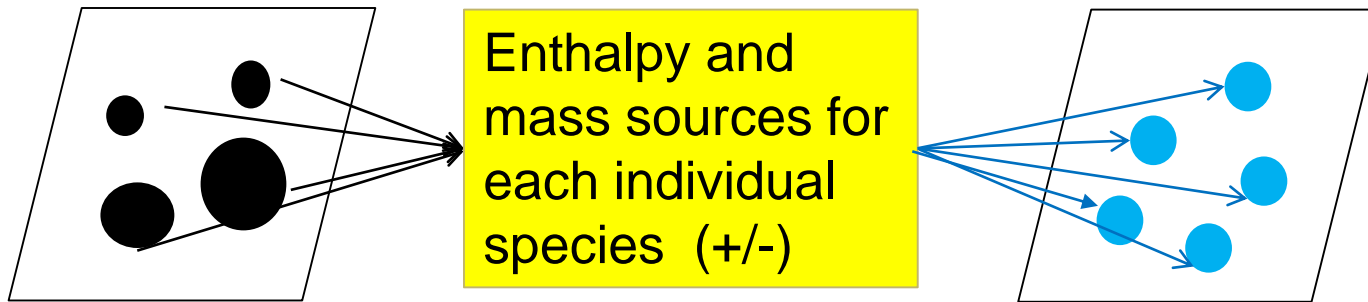 Enthalpy and
mass sources for
each individual
species (+/-)